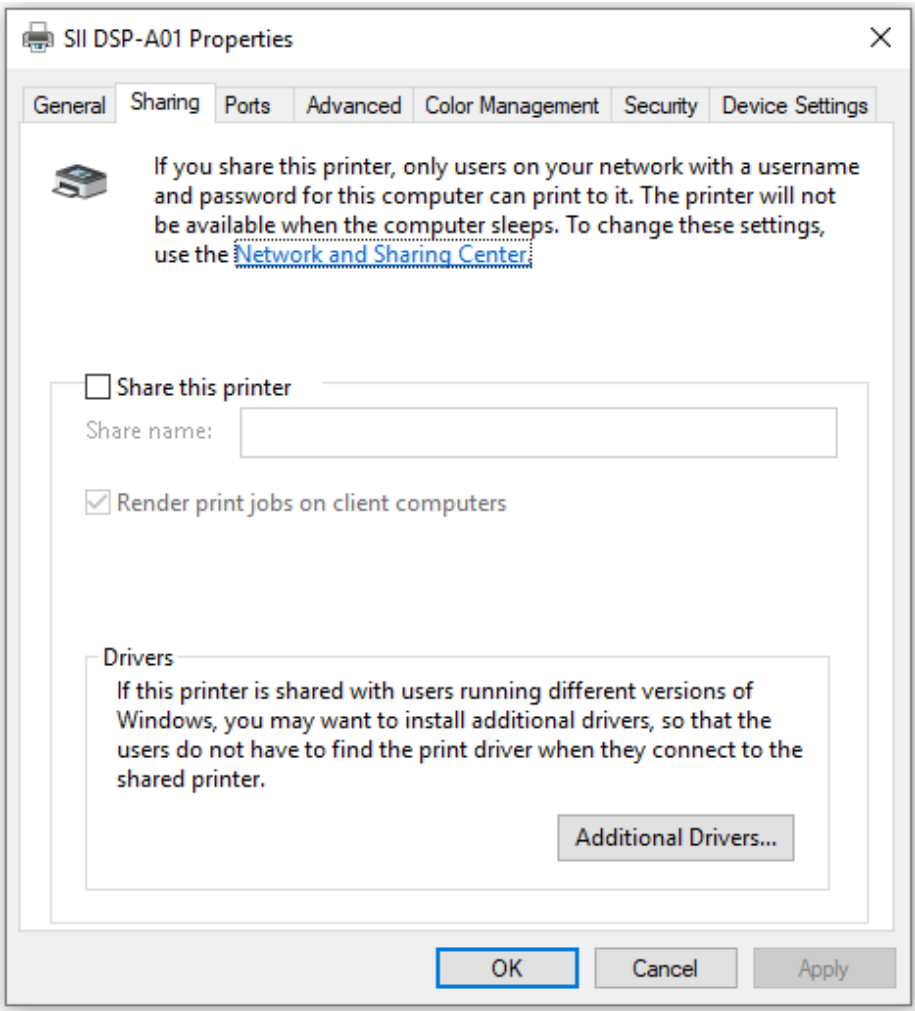 SII DSP-A01 Properties
General Sharing Ports Advanced Color Management Security Device Settings
If you share this printer, only users on your network with a username
and password for this computer can print to it. The printer will not
be available when the computer sleeps. To change these settings,
use the Network and Sharing Center.
Share this printer
Share name:
Render print jobs on client computers
Drivers
If this printer is shared with users running different versions of
Windows, you may want to install additional drivers, so that the
users do not have to find the print driver when they connect to the
shared printer.
Additional Drivers...
OK Cancel Apply